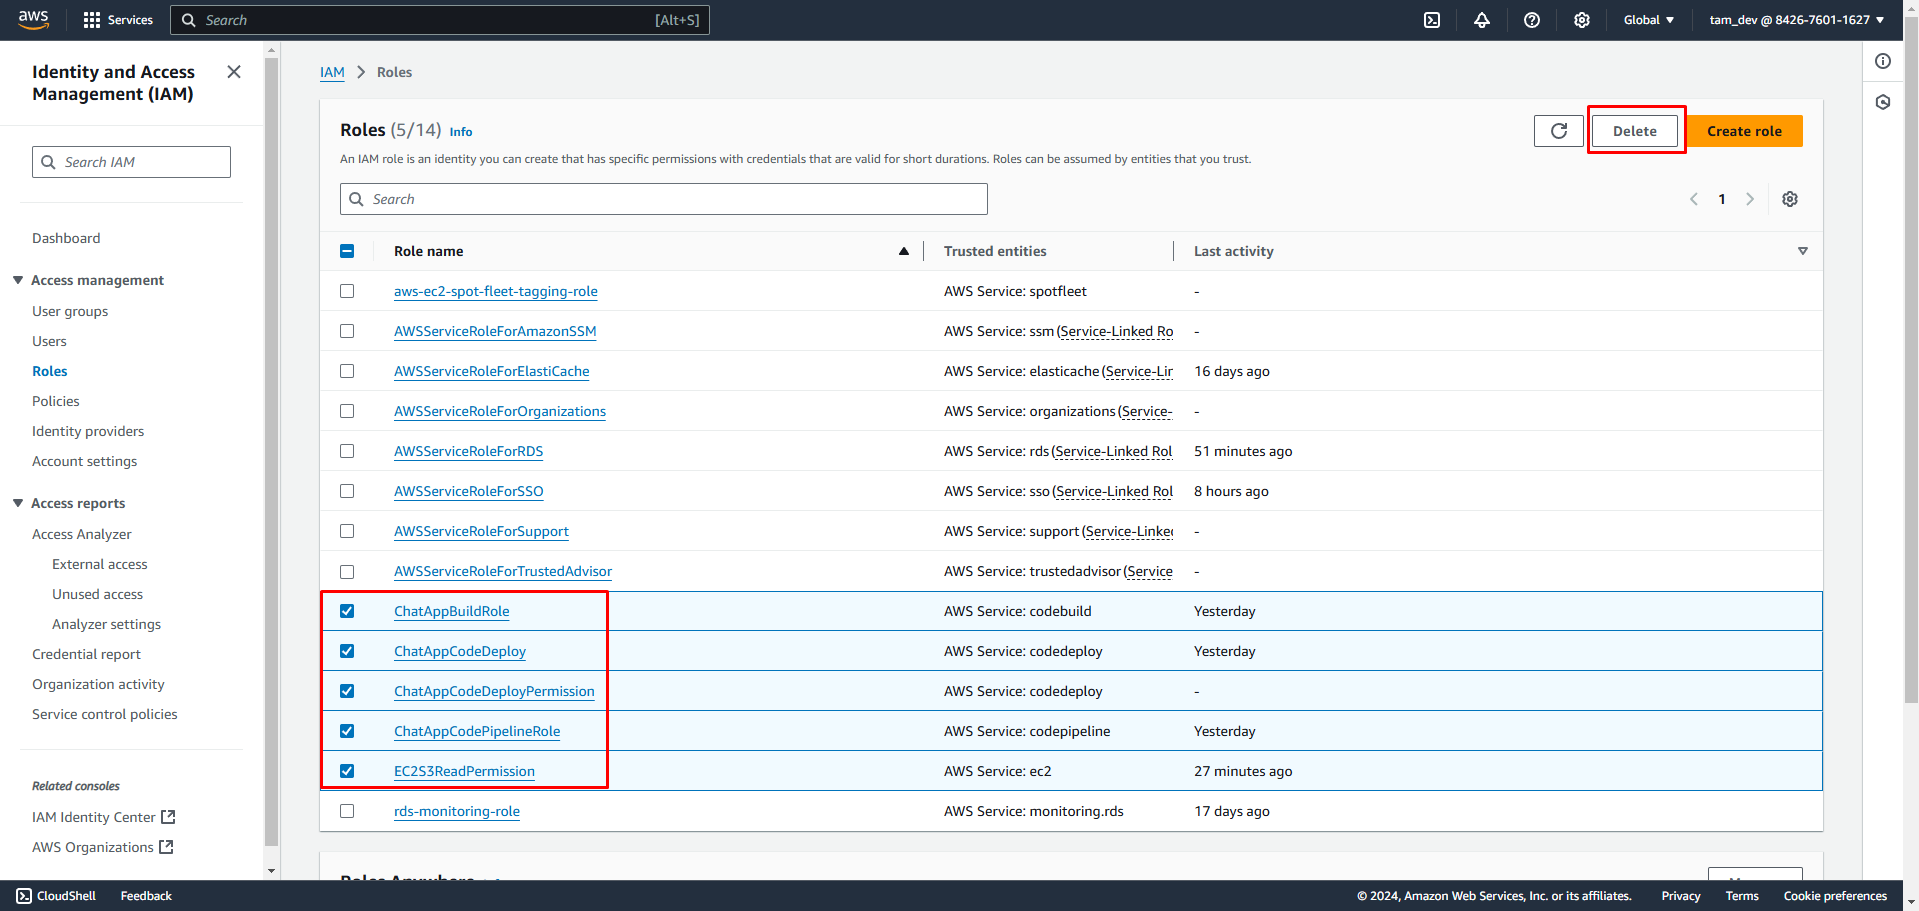 aws
Services
Search
[Alt+S]
Global
tam_dev @ 8426-7601-1627
Identity and Access
Management (IAM)
Search IAM
Dashboard
Access management
User groups
Users
Roles
Policies
Identity providers
Account settings
Access reports
Access Analyzer
External access
Unused access
Analyzer settings
Credential report
Organization activity
Service control policies
Related consoles
IAM Identity Center
AWS Organizations
IAM > Roles
Roles (5/14) Info
Delete
Create role
An IAM role is an identity you can create that has specific permissions with credentials that are valid for short durations. Roles can be assumed by entities that you trust.
Search
1
Role name Trusted entities Last activity
aws-ec2-spot-fleet-tagging-role AWS Service: spotfleet -
AWSServiceRoleForAmazonSSM AWS Service: ssm (Service-Linked Ro -
AWSServiceRoleForElastiCache AWS Service: elasticache (Service-Lir 16 days ago
AWSServiceRoleForOrganizations AWS Service: organizations (Service- -
AWSServiceRoleForRDS AWS Service: rds (Service-Linked Rol 51 minutes ago
AWSServiceRoleForSSO AWS Service: sso (Service-Linked Rol 8 hours ago
AWSServiceRoleForSupport AWS Service: support (Service-Linked -
AWSServiceRoleForTrustedAdvisor AWS Service: trustedadvisor (Service -
ChatAppBuildRole AWS Service: codebuild Yesterday
ChatAppCodeDeploy AWS Service: codedeploy Yesterday
ChatAppCodeDeployPermission AWS Service: codedeploy -
ChatAppCodePipelineRole AWS Service: codepipeline Yesterday
EC2S3ReadPermission AWS Service: ec2 27 minutes ago
rds-monitoring-role AWS Service: monitoring.rds 17 days ago
Roles Anywhere
CloudShell
Feedback
© 2024, Amazon Web Services, Inc. or its affiliates.
Privacy
Terms
Cookie preferences